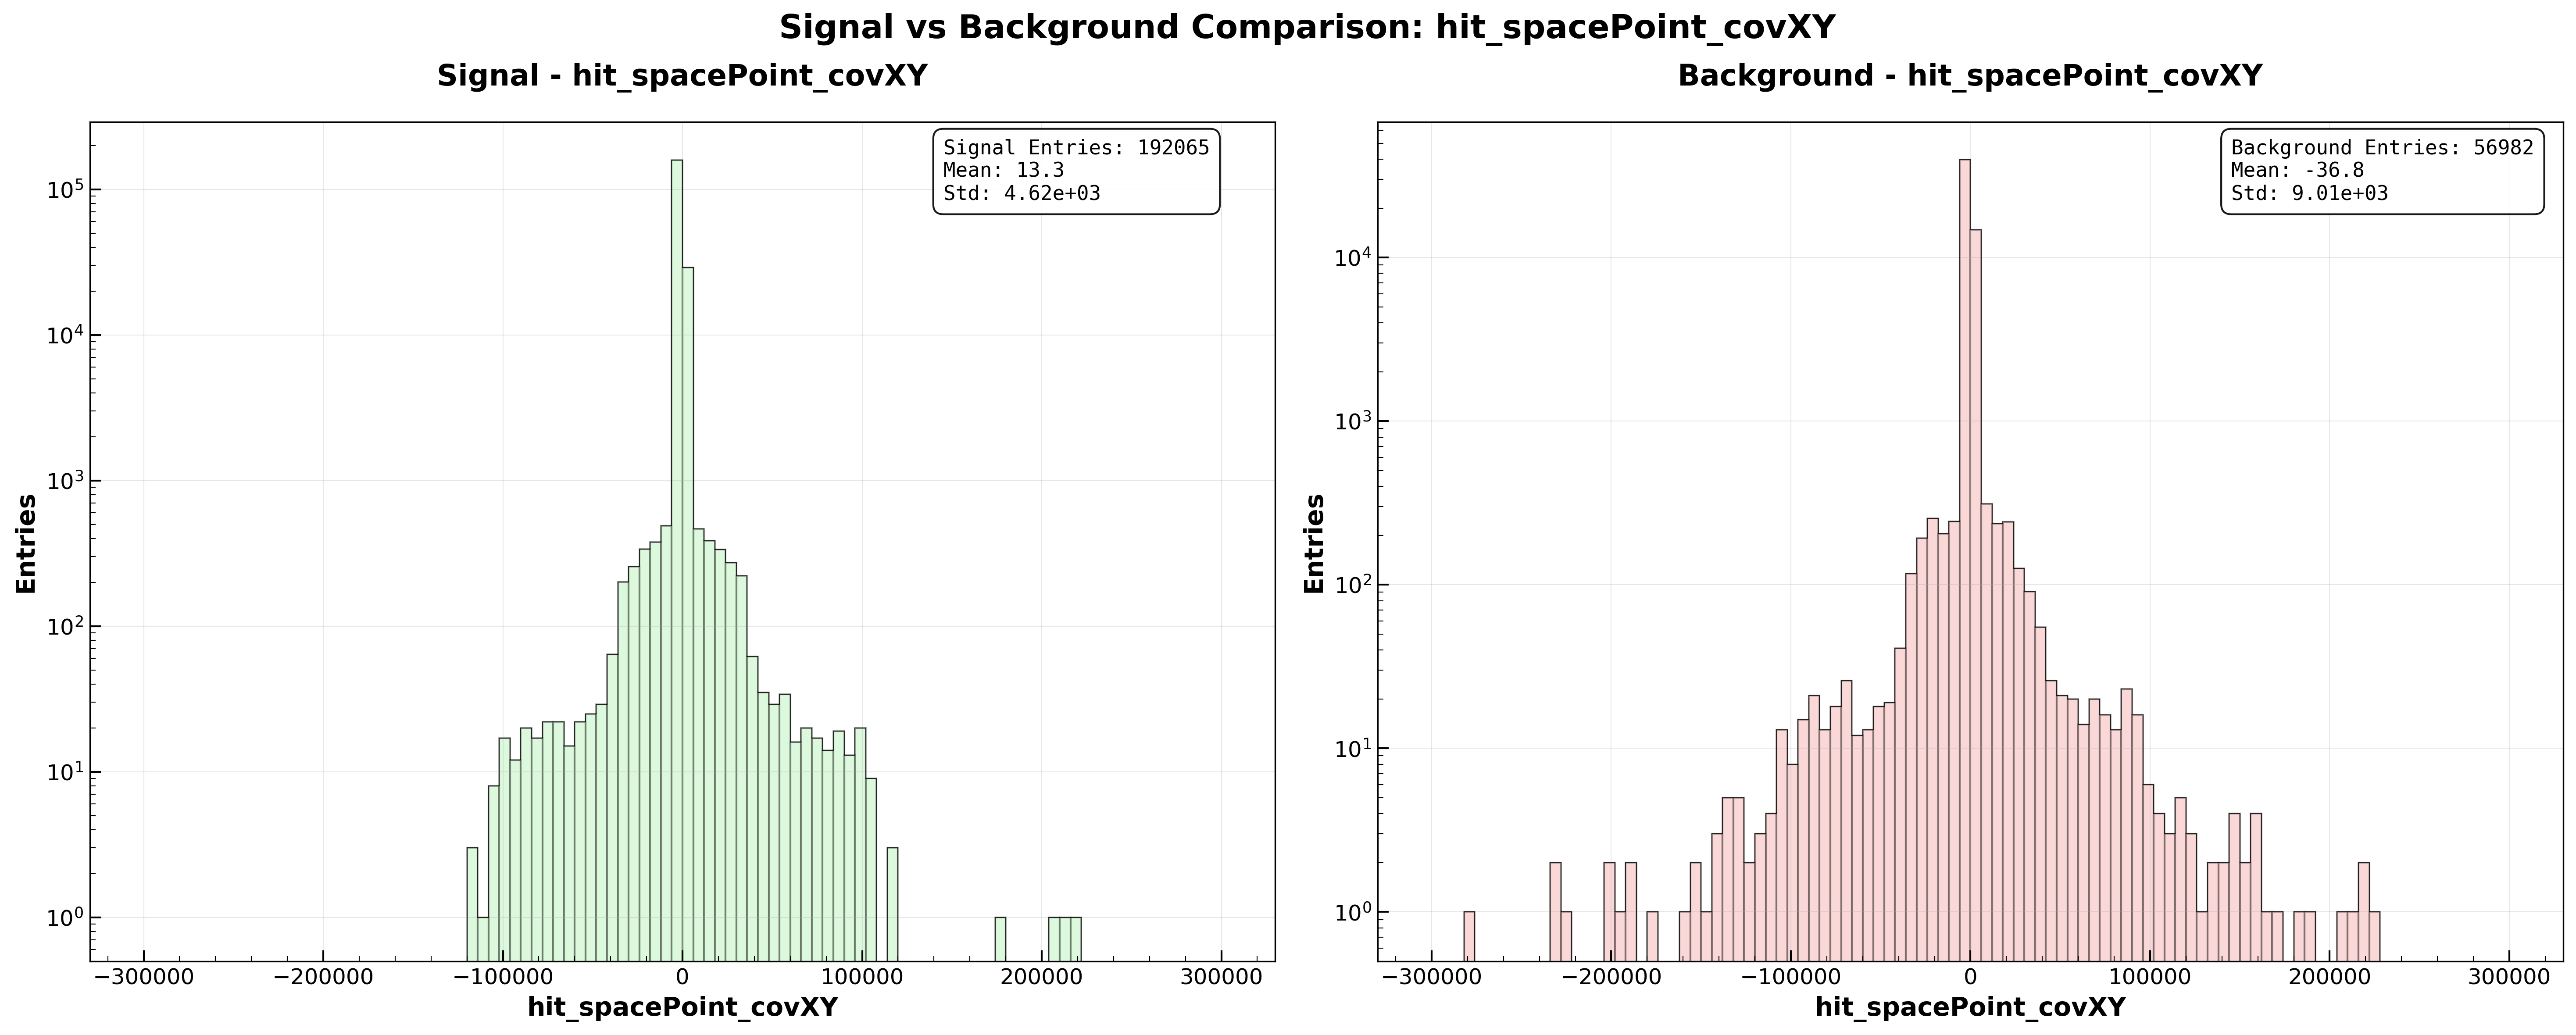 Signal vs Background Comparison: hit_spacePoint_covXY
Signal - hit_spacePoint_covXY
Signal Entries: 192065
Mean: 13.3
Std: 4.62e+03
10^5
10^4
10^3
10^2
10^1
10^0
Entries
−300000 −200000 −100000 0 100000 200000 300000
hit_spacePoint_covXY
Background - hit_spacePoint_covXY
Background Entries: 56982
Mean: -36.8
Std: 9.01e+03
10^4
10^3
10^2
10^1
10^0
Entries
−300000 −200000 −100000 0 100000 200000 300000
hit_spacePoint_covXY